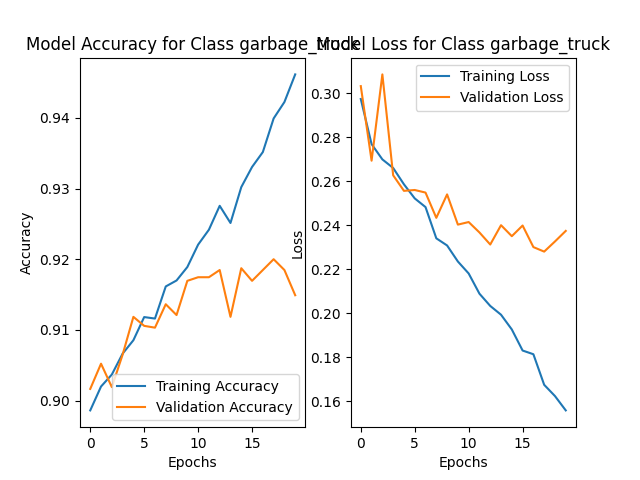 Model Accuracy for Class garbage_truck
Accuracy
0.94
0.93
0.92
0.91
0.90
Training Accuracy
Validation Accuracy
0
5
10
15
Epochs
Model Loss for Class garbage_truck
Loss
0.30
0.28
0.26
0.24
0.22
0.20
0.18
0.16
Training Loss
Validation Loss
0
5
10
15
Epochs